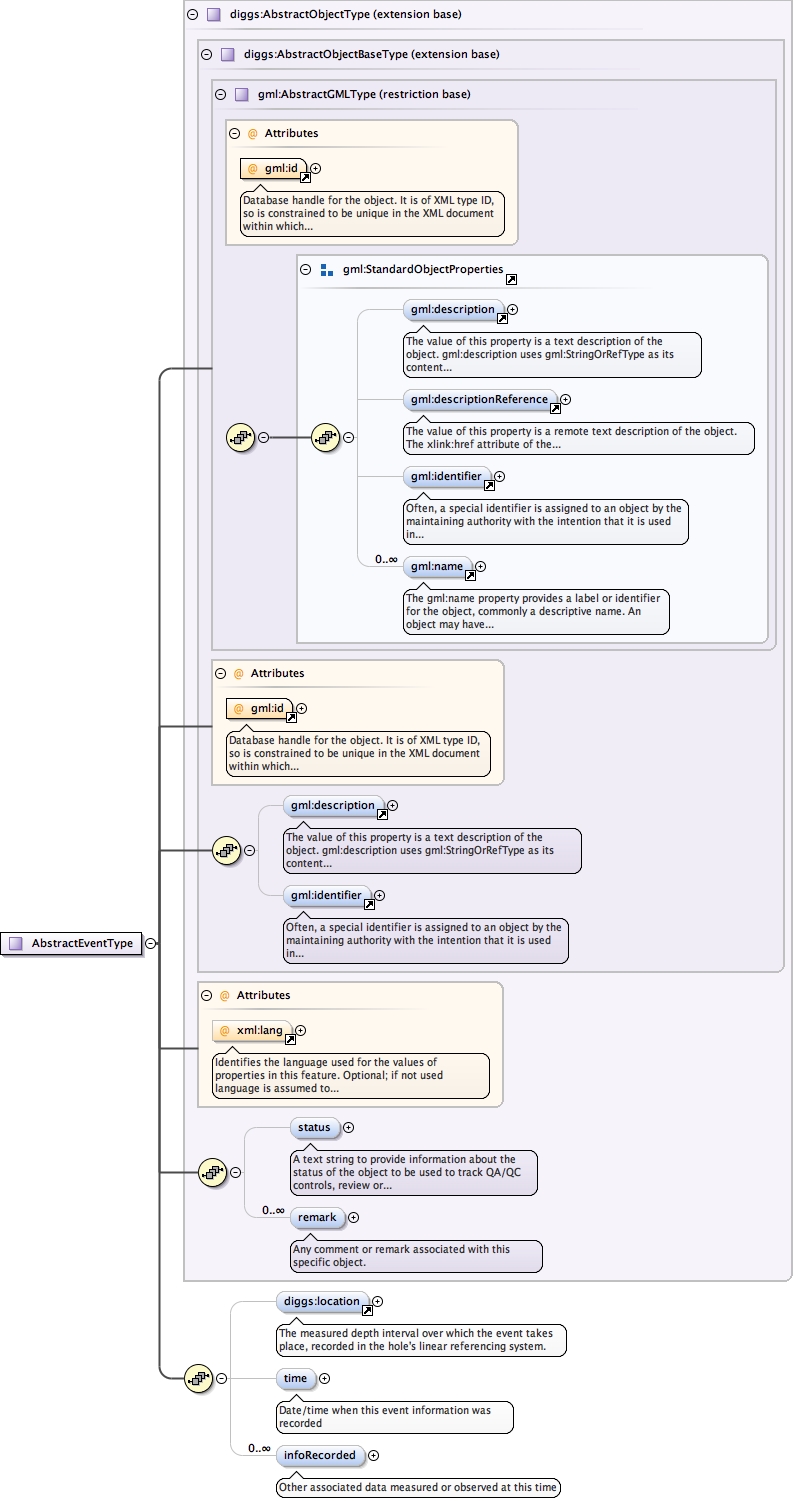 diggs:AbstractObjectType (extension base)
diggs:AbstractObjectBaseType (extension base)
gml:AbstractGMLType (restriction base)
@ Attributes
@ gml:id
Database handle for the object. It is of XML type ID,
so is constrained to be unique in the XML document
within which...
gml:StandardObjectProperties
gml:description
The value of this property is a text description of the
object. gml:description uses gml:StringOrRefType as its
content...
gml:descriptionReference
The value of this property is a remote text description of the object.
The xlink:href attribute of the...
gml:identifier
Often, a special identifier is assigned to an object by the
maintaining authority with the intention that it is used
in...
0..∞
gml:name
The gml:name property provides a label or identifier
for the object, commonly a descriptive name. An
object may have...
@ Attributes
@ gml:id
Database handle for the object. It is of XML type ID,
so is constrained to be unique in the XML document
within which...
gml:description
The value of this property is a text description of the
object. gml:description uses gml:StringOrRefType as its
content...
gml:identifier
Often, a special identifier is assigned to an object by the
maintaining authority with the intention that it is used
in...
AbstractEventType
@ Attributes
@ xml:lang
Identifies the language used for the values of
properties in this feature. Optional; if not used
language is assumed to...
status
A text string to provide information about the
status of the object to be used to track QA/QC
controls, review or...
0..∞
remark
Any comment or remark associated with this
specific object.
diggs:location
The measured depth interval over which the event takes
place, recorded in the hole's linear referencing system.
time
Date/time when this event information was
recorded
0..∞
infoRecorded
Other associated data measured or observed at this time